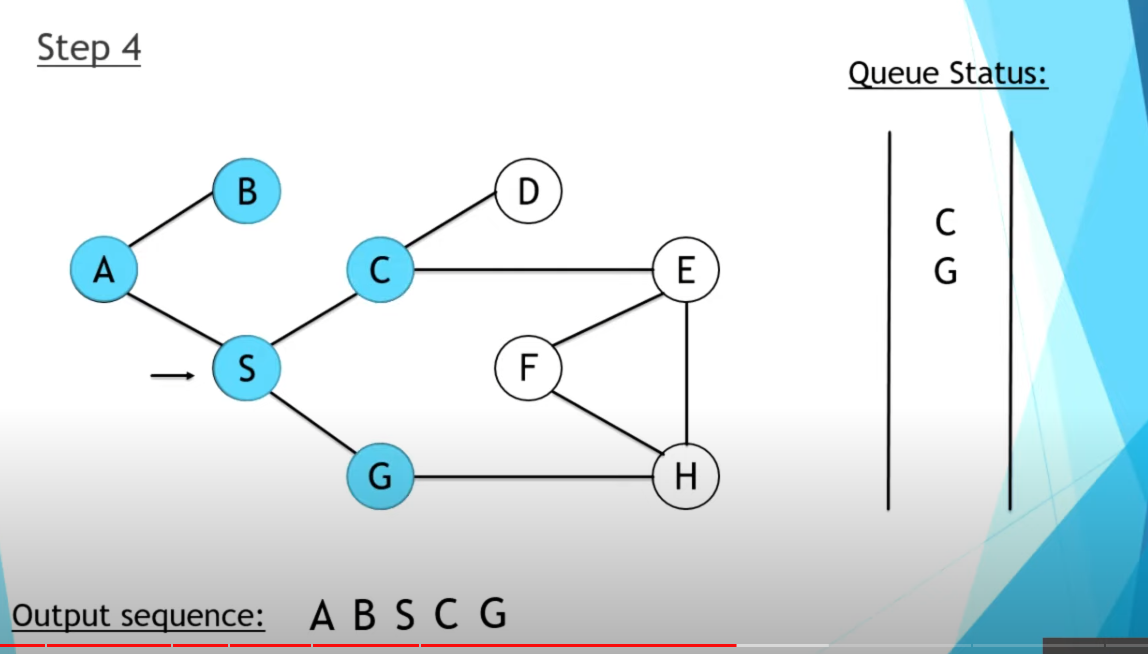 Step 4
Queue Status:
B
D
A
C
E
C
G
S
F
G
H
Output sequence: A B S C G